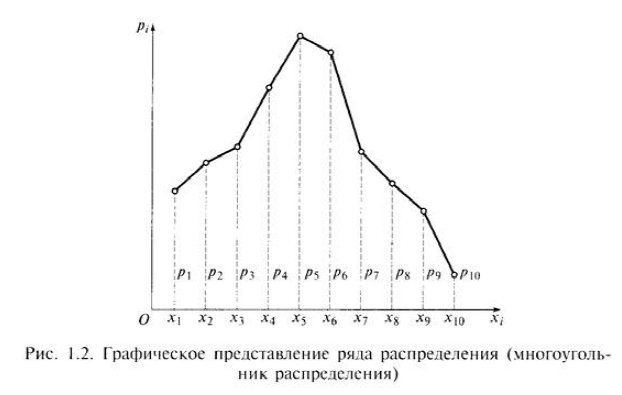 pᵢ
p₁ p₂ p₃ p₄ p₅ p₆ p₇ p₈ p₉ p₁₀
O x₁ x₂ x₃ x₄ x₅ x₆ x₇ x₈ x₉ x₁₀ xᵢ
Рис. 1.2. Графическое представление ряда распределения (многоуголь-
ник распределения)